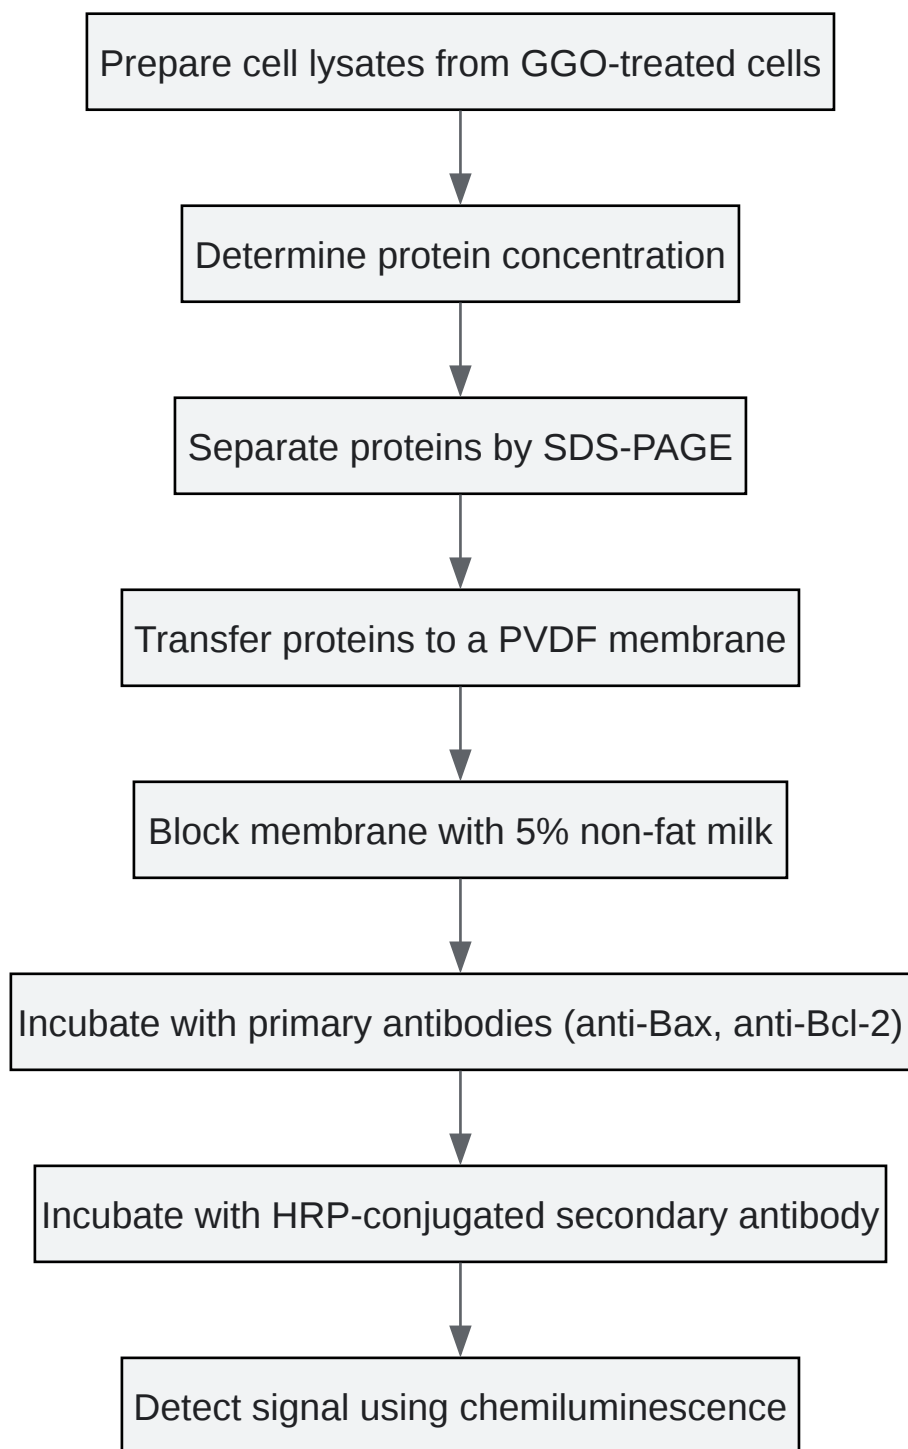 Prepare cell lysates from GGO-treated cells
Determine protein concentration
Separate proteins by SDS-PAGE
Transfer proteins to a PVDF membrane
Block membrane with 5% non-fat milk
Incubate with primary antibodies (anti-Bax, anti-Bcl-2)
Incubate with HRP-conjugated secondary antibody
Detect signal using chemiluminescence